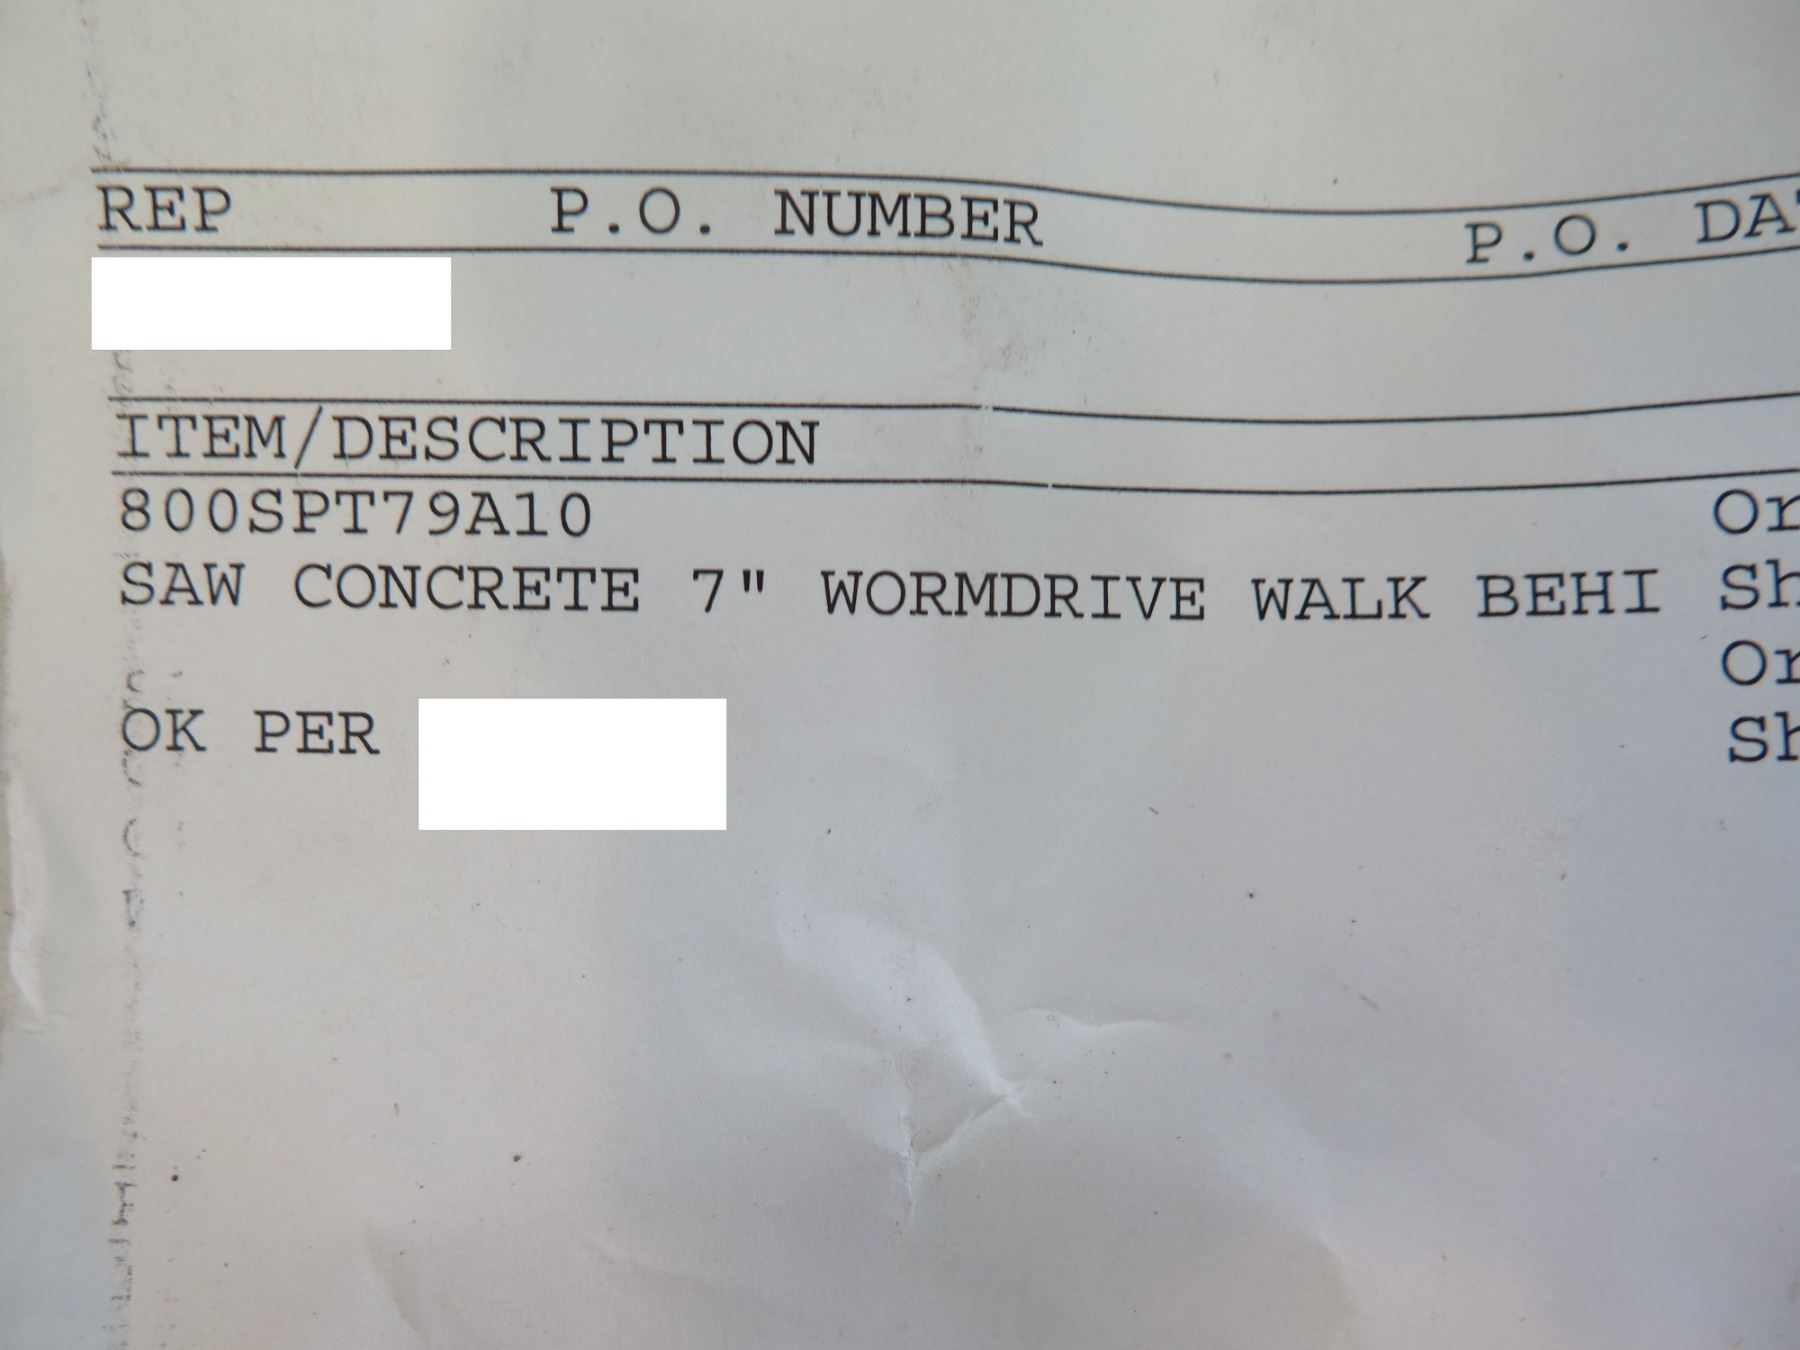 REP P.O. NUMBER P.O. DA
ITEM/DESCRIPTION
800SPT79A10 Or
SAW CONCRETE 7" WORMDRIVE WALK BEHI Sh
Or
OK PER Sh